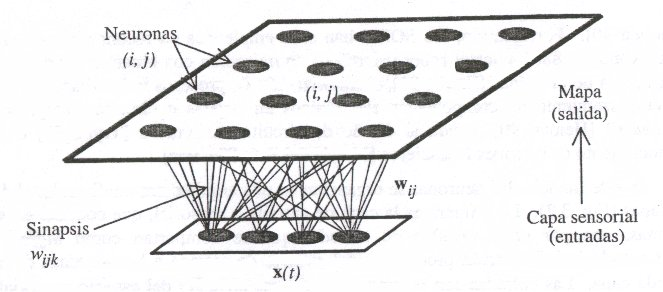 Neuronas
(i, j)
(i, j)
Mapa
(salida)
w_ij
Sinapsis
w_ijk
Capa sensorial
(entradas)
x(t)